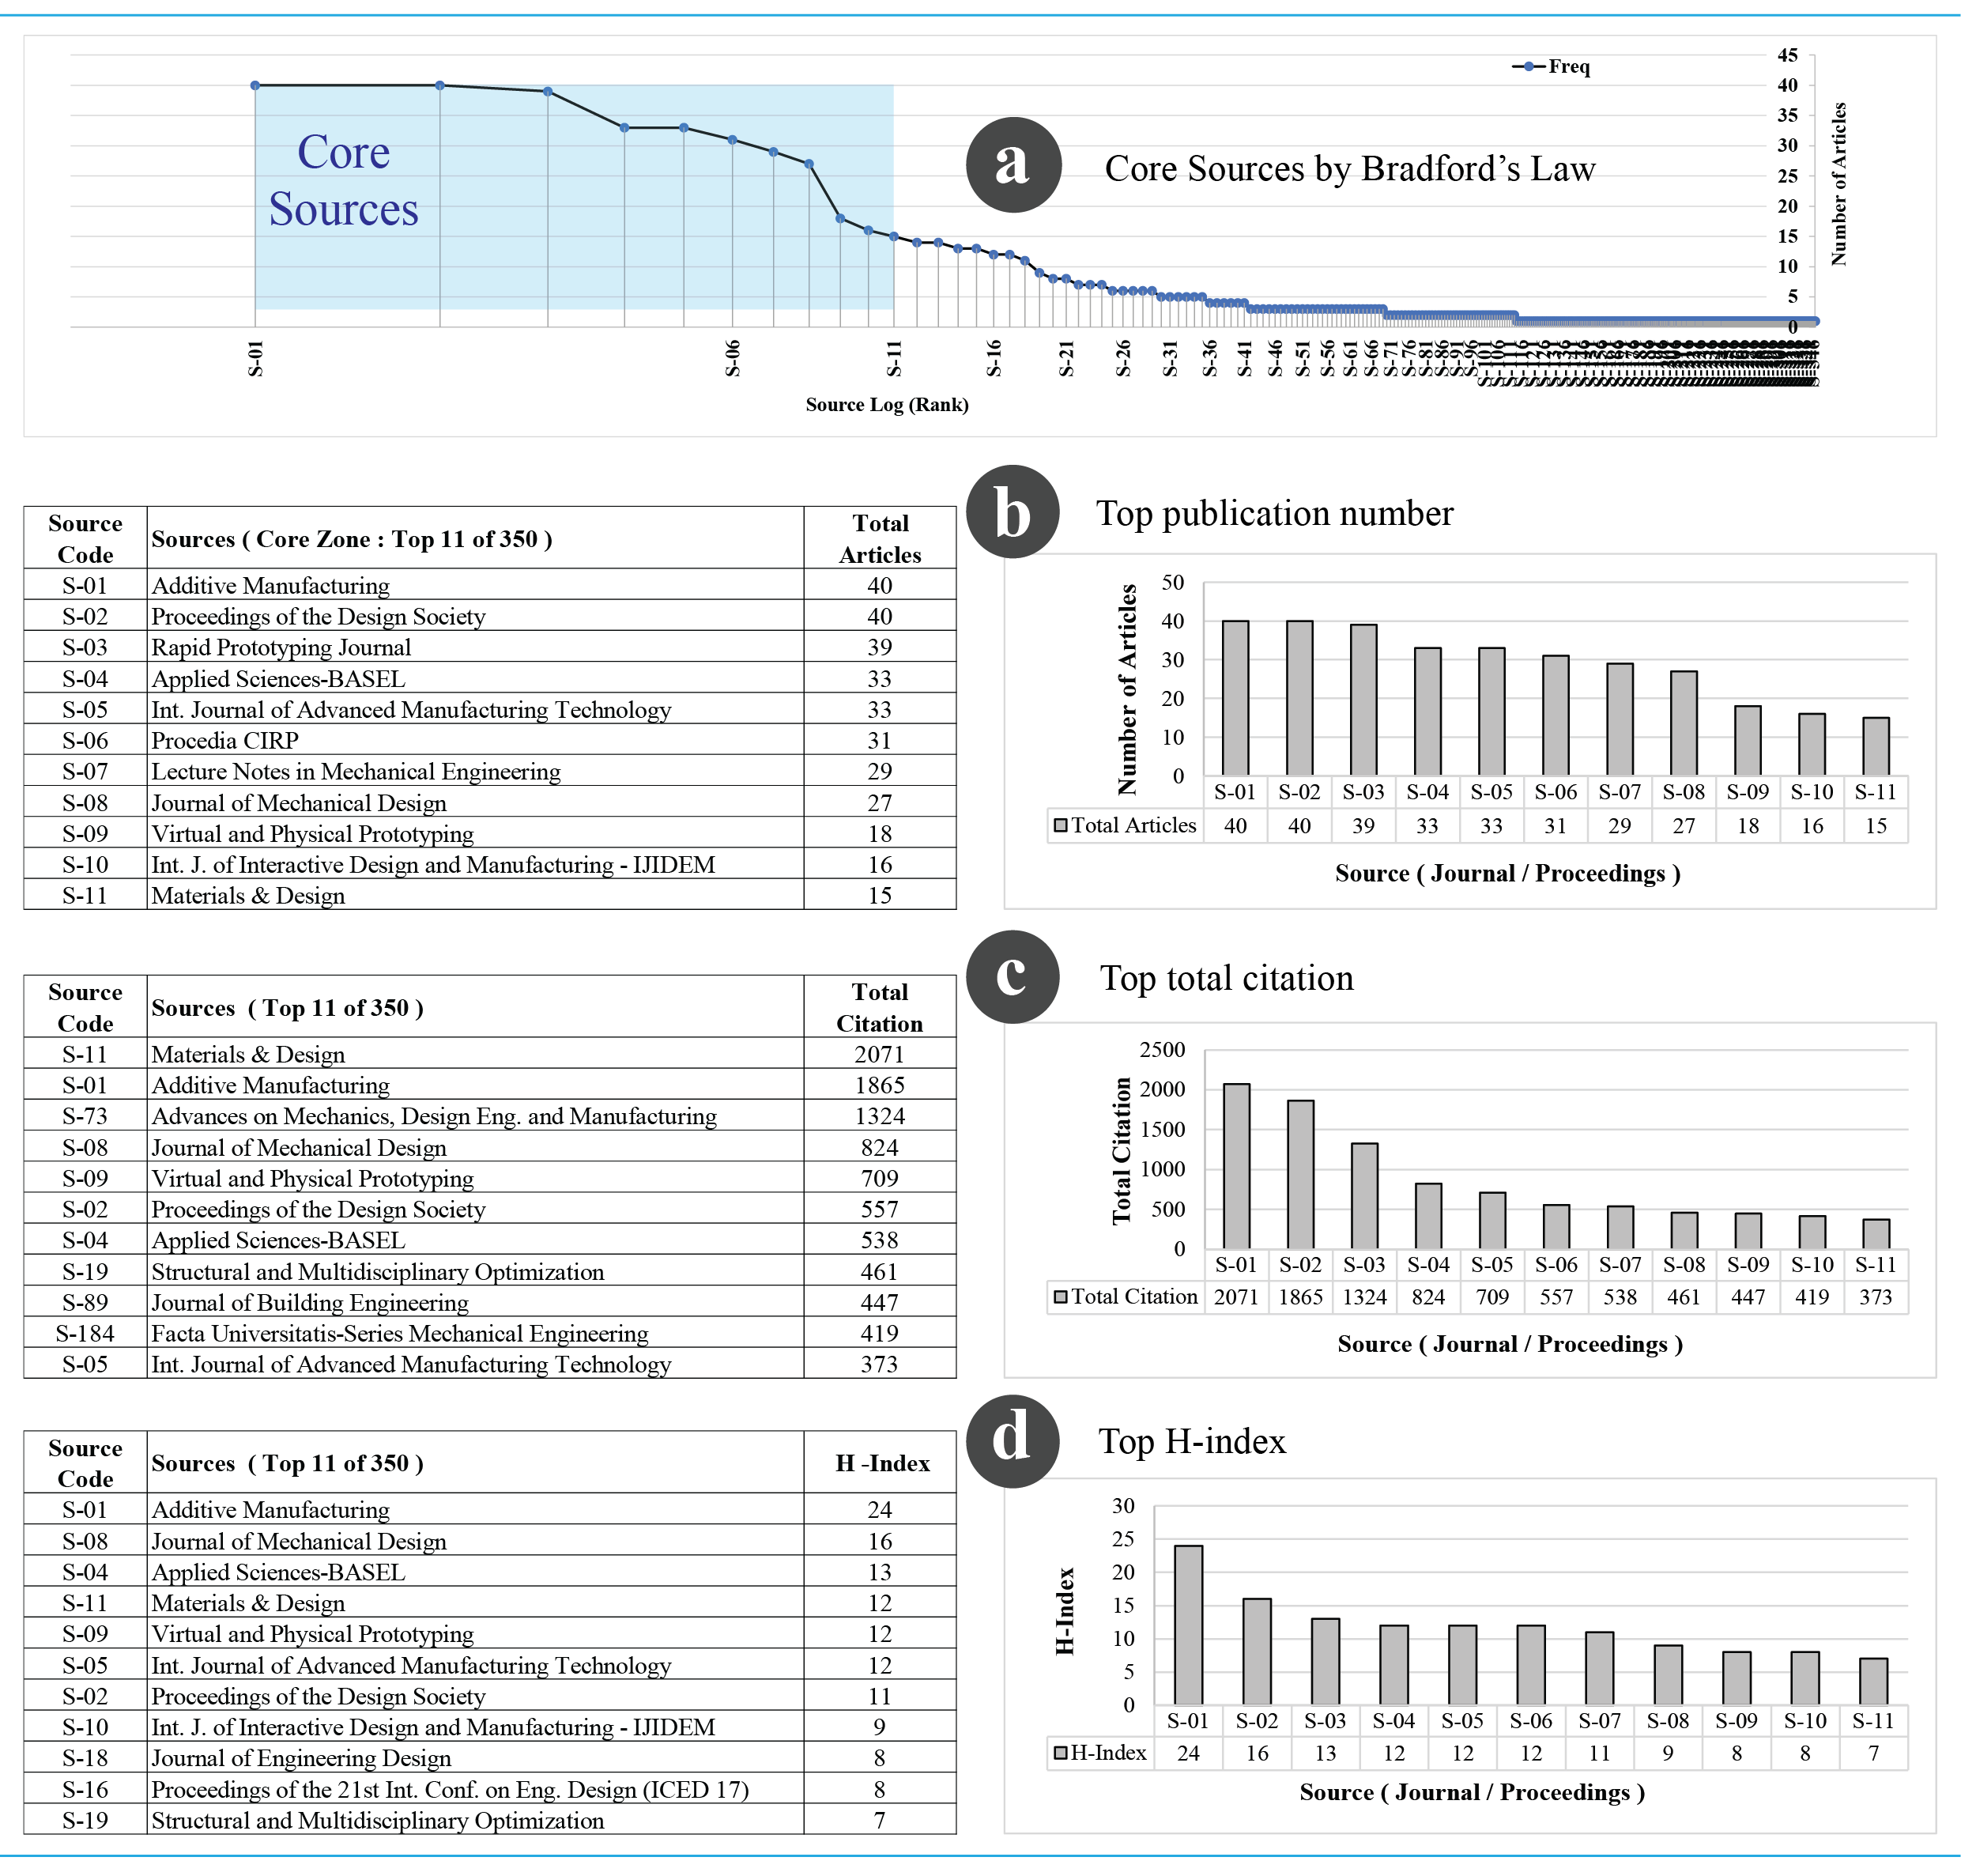 45
Freq
40
35
30
25
20
15
10
5
0
Number of Articles
Core
Sources
a
Core Sources by Bradford’s Law
S-01
S-06
S-11
S-16
S-21
S-26
S-31
S-36
S-41
S-46
S-51
S-56
S-61
S-66
S-71
S-76
S-81
S-86
S-91
S-96
S-101
S-106
S-111
S-116
S-121
S-126
S-131
S-136
Source Log (Rank)
Source Code Sources ( Core Zone : Top 11 of 350 ) Total Articles
S-01 Additive Manufacturing 40
S-02 Proceedings of the Design Society 40
S-03 Rapid Prototyping Journal 39
S-04 Applied Sciences-BASEL 33
S-05 Int. Journal of Advanced Manufacturing Technology 33
S-06 Procedia CIRP 31
S-07 Lecture Notes in Mechanical Engineering 29
S-08 Journal of Mechanical Design 27
S-09 Virtual and Physical Prototyping 18
S-10 Int. J. of Interactive Design and Manufacturing - IJIDEM 16
S-11 Materials & Design 15
b
Top publication number
Number of Articles
50
40
30
20
10
0
S-01 S-02 S-03 S-04 S-05 S-06 S-07 S-08 S-09 S-10 S-11
Total Articles 40 40 39 33 33 31 29 27 18 16 15
Source ( Journal / Proceedings )
Source Code Sources ( Top 11 of 350 ) Total Citation
S-11 Materials & Design 2071
S-01 Additive Manufacturing 1865
S-73 Advances on Mechanics, Design Eng. and Manufacturing 1324
S-08 Journal of Mechanical Design 824
S-09 Virtual and Physical Prototyping 709
S-02 Proceedings of the Design Society 557
S-04 Applied Sciences-BASEL 538
S-19 Structural and Multidisciplinary Optimization 461
S-89 Journal of Building Engineering 447
S-184 Facta Universitatis-Series Mechanical Engineering 419
S-05 Int. Journal of Advanced Manufacturing Technology 373
c
Top total citation
Total Citation
2500
2000
1500
1000
500
0
S-01 S-02 S-03 S-04 S-05 S-06 S-07 S-08 S-09 S-10 S-11
Total Citation 2071 1865 1324 824 709 557 538 461 447 419 373
Source ( Journal / Proceedings )
Source Code Sources ( Top 11 of 350 ) H -Index
S-01 Additive Manufacturing 24
S-08 Journal of Mechanical Design 16
S-04 Applied Sciences-BASEL 13
S-11 Materials & Design 12
S-09 Virtual and Physical Prototyping 12
S-05 Int. Journal of Advanced Manufacturing Technology 12
S-02 Proceedings of the Design Society 11
S-10 Int. J. of Interactive Design and Manufacturing - IJIDEM 9
S-18 Journal of Engineering Design 8
S-16 Proceedings of the 21st Int. Conf. on Eng. Design (ICED 17) 8
S-19 Structural and Multidisciplinary Optimization 7
d
Top H-index
H-Index
30
25
20
15
10
5
0
S-01 S-02 S-03 S-04 S-05 S-06 S-07 S-08 S-09 S-10 S-11
H-Index 24 16 13 12 12 12 11 9 8 8 7
Source ( Journal / Proceedings )